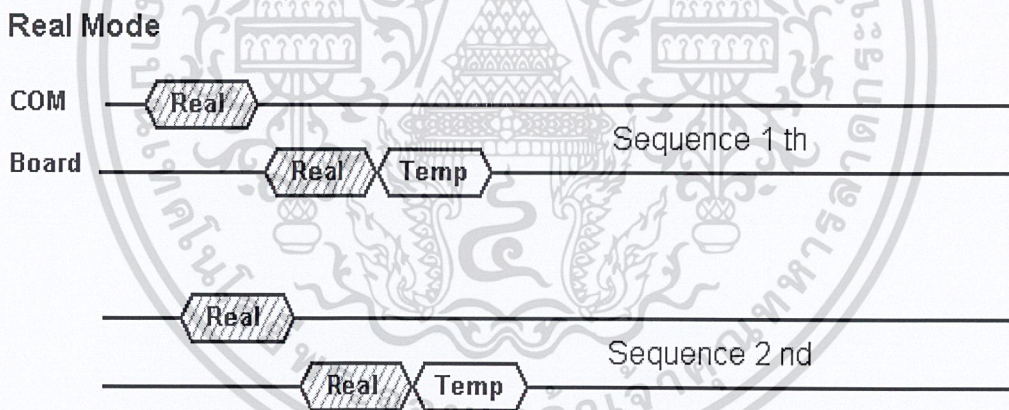 Real Mode
COM Real
Sequence 1 th
Board Real Temp
Real
Sequence 2 nd
Real Temp